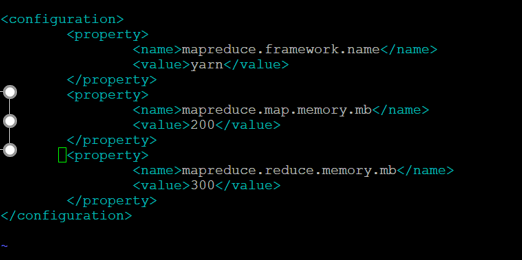 <configuration>
<property>
<name>mapreduce.framework.name</name>
<value>yarn</value>
</property>
<property>
<name>mapreduce.map.memory.mb</name>
<value>200</value>
</property>
<property>
<name>mapreduce.reduce.memory.mb</name>
<value>300</value>
</property>
</configuration>
~